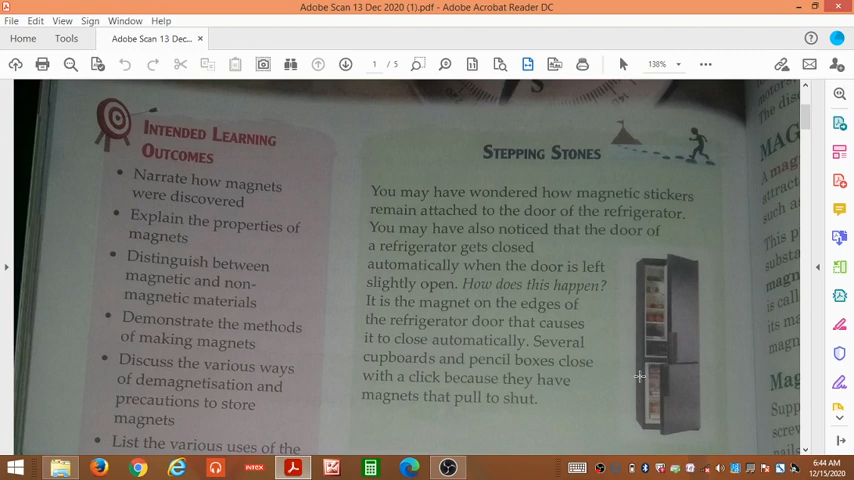 Adobe Scan 13 Dec 2020 (1).pdf - Adobe Acrobat Reader DC
File Edit View Sign Window Help
Home Tools Adobe Scan 13 Dec... ×
1 / 5 138%
INTENDED LEARNING
OUTCOMES
• Narrate how magnets
were discovered
• Explain the properties of
magnets
• Distinguish between
magnetic and non-
magnetic materials
• Demonstrate the methods
of making magnets
• Discuss the various ways
of demagnetisation and
precautions to store
magnets
• List the various uses of the
STEPPING STONES
You may have wondered how magnetic stickers
remain attached to the door of the refrigerator.
You may have also noticed that the door of
a refrigerator gets closed
automatically when the door is left
slightly open. How does this happen?
It is the magnet on the edges of
the refrigerator door that causes
it to close automatically. Several
cupboards and pencil boxes close
with a click because they have
magnets that pull to shut.
motors
The disc
MAG
A mag
attract
such a
This p
substa
magn
is call
its ma
magn
Mag
Supp
screw
INTEX
6:44 AM
12/15/2020